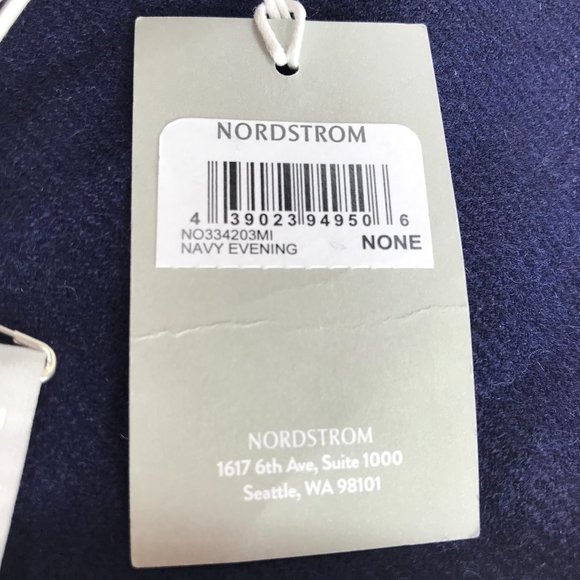 NORDSTROM
4 39023 94950 6
NO334203MI
NAVY EVENING
NONE
NORDSTROM
1617 6th Ave, Suite 1000
Seattle, WA 98101